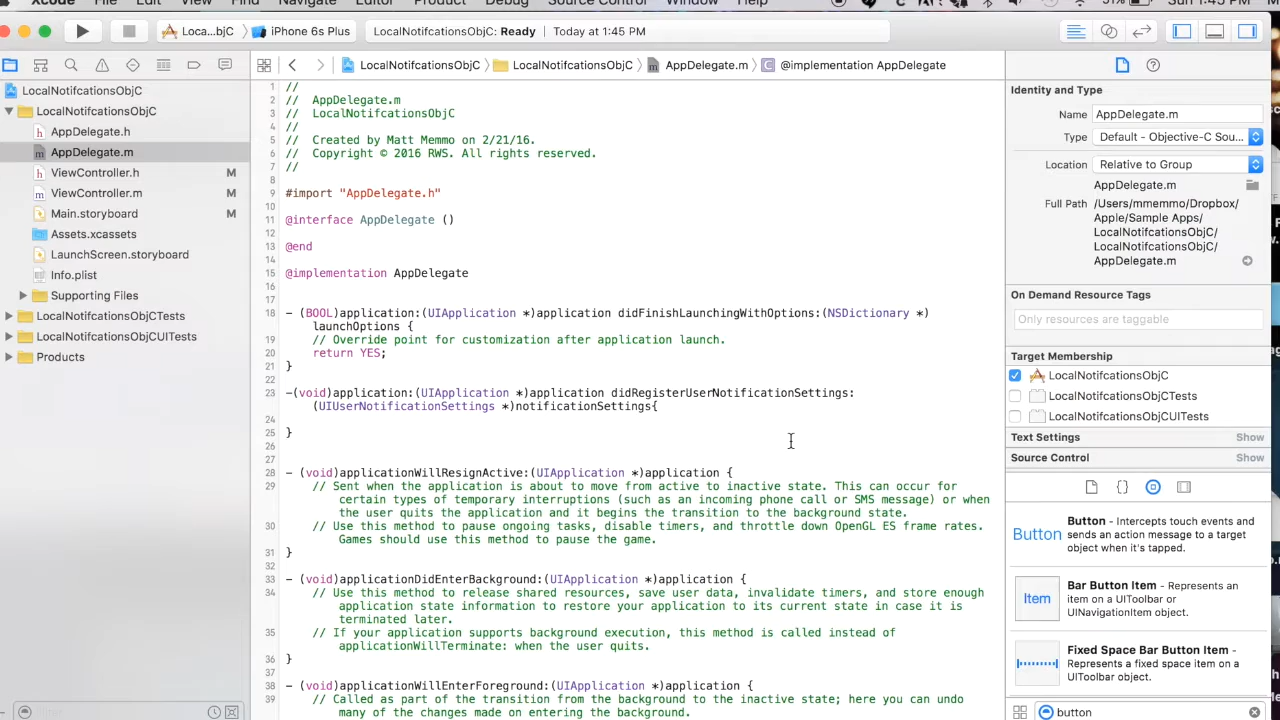 Xcode File Edit View Find Navigate Editor Product Debug Source Control Window Help 51% Sun 1:45 PM
Loca...bjC iPhone 6s Plus LocalNotifcationsObjC: Ready Today at 1:45 PM
LocalNotifcationsObjC LocalNotifcationsObjC AppDelegate.m @implementation AppDelegate
LocalNotifcationsObjC
LocalNotifcationsObjC
AppDelegate.h
AppDelegate.m
ViewController.h M
ViewController.m M
Main.storyboard M
Assets.xcassets
LaunchScreen.storyboard
Info.plist
Supporting Files
LocalNotifcationsObjCTests
LocalNotifcationsObjCUITests
Products
1 //
2 // AppDelegate.m
3 // LocalNotifcationsObjC
4 //
5 // Created by Matt Memmo on 2/21/16.
6 // Copyright © 2016 RWS. All rights reserved.
7 //
8
9 #import "AppDelegate.h"
10
11 @interface AppDelegate ()
12
13 @end
14
15 @implementation AppDelegate
16
17
18 - (BOOL)application:(UIApplication *)application didFinishLaunchingWithOptions:(NSDictionary *)
launchOptions {
19 // Override point for customization after application launch.
20 return YES;
21 }
22
23 -(void)application:(UIApplication *)application didRegisterUserNotificationSettings:
(UIUserNotificationSettings *)notificationSettings{
24
25 }
26
27
28 - (void)applicationWillResignActive:(UIApplication *)application {
29 // Sent when the application is about to move from active to inactive state. This can occur for
certain types of temporary interruptions (such as an incoming phone call or SMS message) or when
the user quits the application and it begins the transition to the background state.
30 // Use this method to pause ongoing tasks, disable timers, and throttle down OpenGL ES frame rates.
Games should use this method to pause the game.
31 }
32
33 - (void)applicationDidEnterBackground:(UIApplication *)application {
34 // Use this method to release shared resources, save user data, invalidate timers, and store enough
application state information to restore your application to its current state in case it is
terminated later.
35 // If your application supports background execution, this method is called instead of
applicationWillTerminate: when the user quits.
36 }
37
38 - (void)applicationWillEnterForeground:(UIApplication *)application {
39 // Called as part of the transition from the background to the inactive state; here you can undo
many of the changes made on entering the background.
Identity and Type
Name AppDelegate.m
Type Default - Objective-C Sou...
Location Relative to Group
AppDelegate.m
Full Path /Users/mmemmo/Dropbox/
Apple/Sample Apps/
LocalNotifcationsObjC/
LocalNotifcationsObjC/
AppDelegate.m
On Demand Resource Tags
Only resources are taggable
Target Membership
LocalNotifcationsObjC
LocalNotifcationsObjCTests
LocalNotifcationsObjCUITests
Text Settings Show
Source Control Show
Button Button - Intercepts touch events and
sends an action message to a target
object when it's tapped.
Item Bar Button Item - Represents an
item on a UIToolbar or
UINavigationItem object.
Fixed Space Bar Button Item -
Represents a fixed space item on a
UIToolbar object.
button